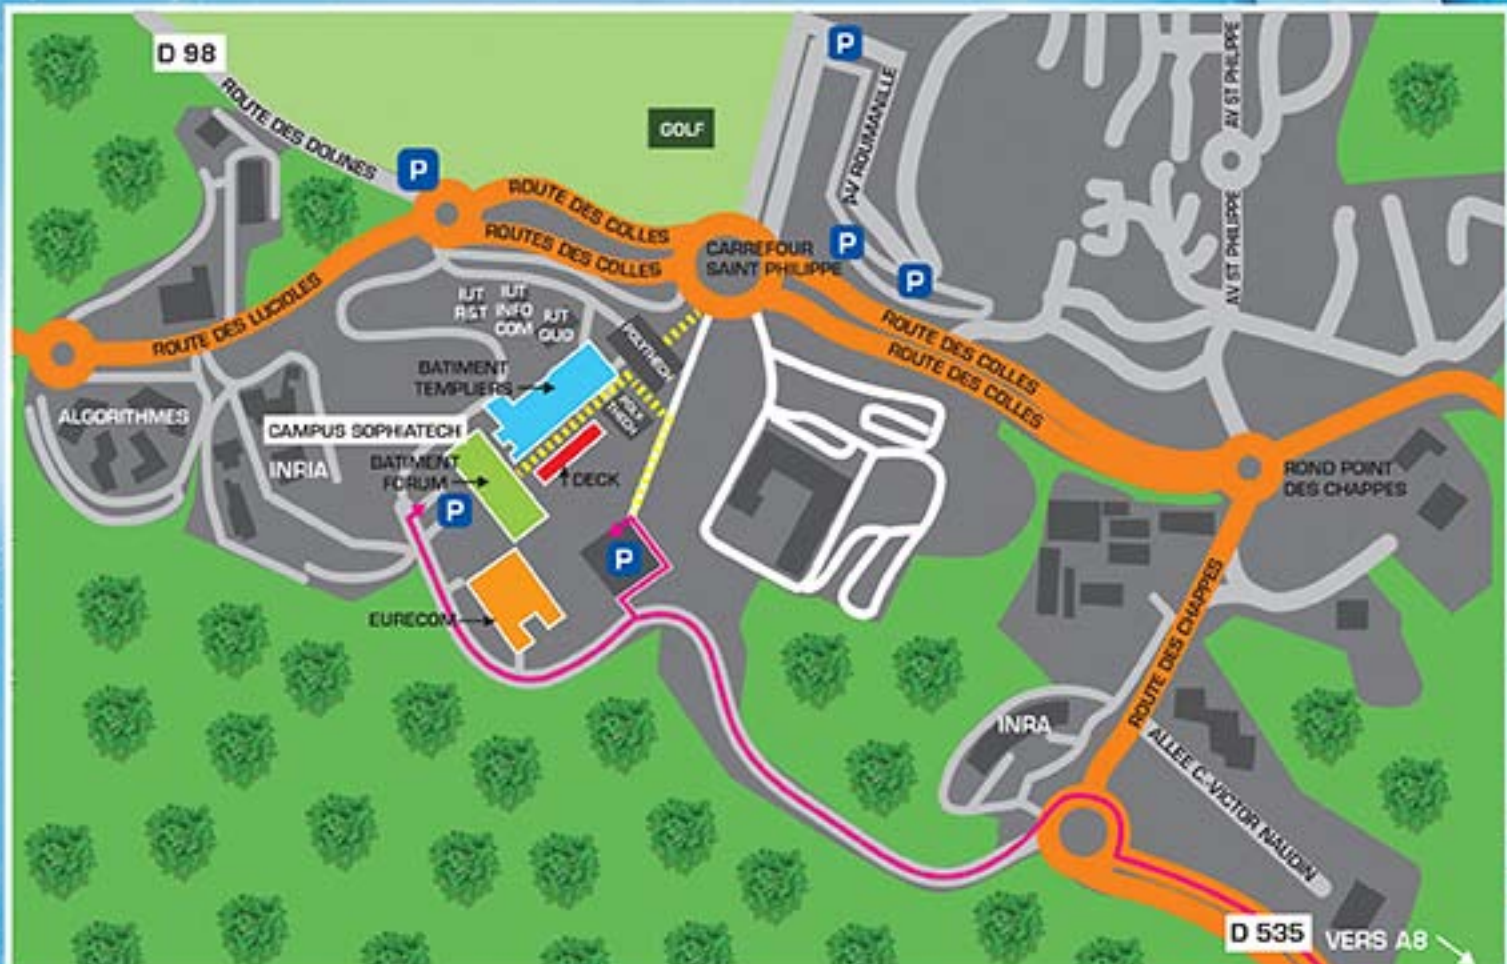 D 98
ROUTE DES DOLINES
P
GOLF
P
AV ROUMANILLE
AV ST PHILIPPE
P
ROUTE DES COLLES
ROUTES DES COLLES
CARREFOUR
SAINT PHILIPPE
P
P
AV ST PHILIPPE
ROUTE DES LUCIOLES
IUT
R&T
IUT
INFO
COM
IUT
QLIO
POLYTECH
ROUTE DES COLLES
ROUTE DES COLLES
BATIMENT
TEMPLIERS
ALGORITHMES
CAMPUS SOPHIATECH
INRIA
BATIMENT
FORUM
DECK
ROND POINT
DES CHAPPES
P
P
EURECOM
ROUTE DES CHAPPES
INRA
ALLEE C. VICTOR NAUDIN
D 535
VERS A8